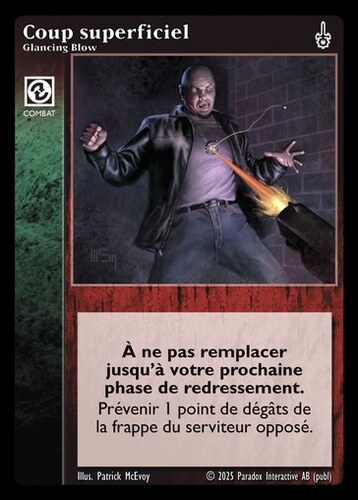 Coup superficiel
Glancing Blow
COMBAT
À ne pas remplacer
jusqu'à votre prochaine
phase de redressement.
Prévenir 1 point de dégâts de
la frappe du serviteur opposé.
Illus. Patrick McEvoy
© 2025 Paradox Interactive AB (publ)